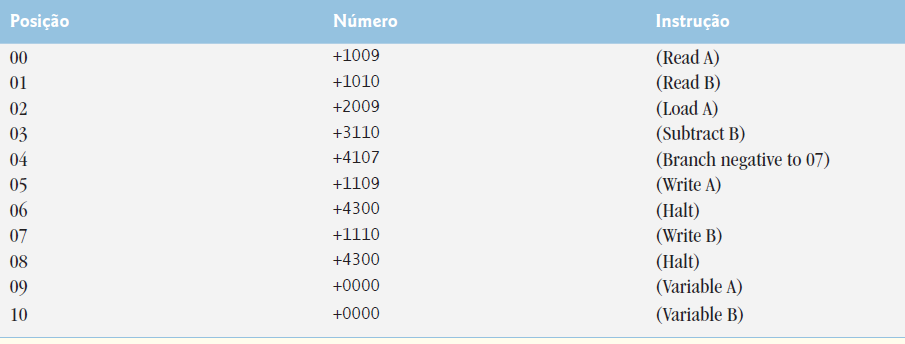 Posição Número Instrução
00 +1009 (Read A)
01 +1010 (Read B)
02 +2009 (Load A)
03 +3110 (Subtract B)
04 +4107 (Branch negative to 07)
05 +1109 (Write A)
06 +4300 (Halt)
07 +1110 (Write B)
08 +4300 (Halt)
09 +0000 (Variable A)
10 +0000 (Variable B)